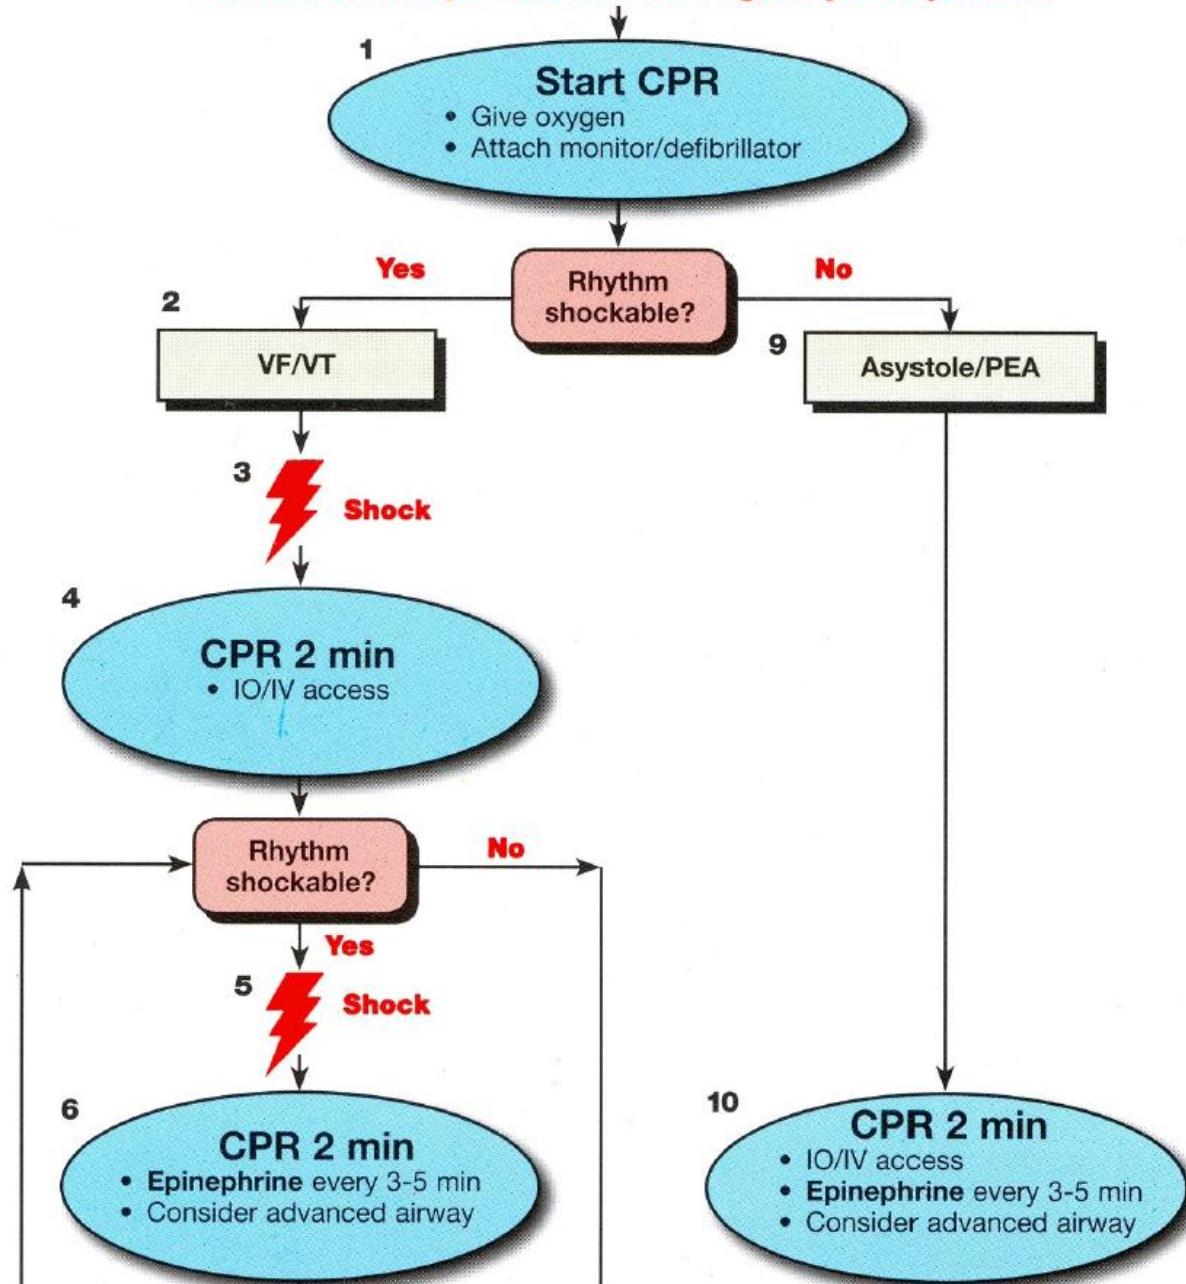 1
Start CPR
• Give oxygen
• Attach monitor/defibrillator
Rhythm
shockable?
Yes
No
2
VF/VT
9
Asystole/PEA
3
Shock
4
CPR 2 min
• IO/IV access
Rhythm
shockable?
No
Yes
5
Shock
6
CPR 2 min
• Epinephrine every 3-5 min
• Consider advanced airway
10
CPR 2 min
• IO/IV access
• Epinephrine every 3-5 min
• Consider advanced airway